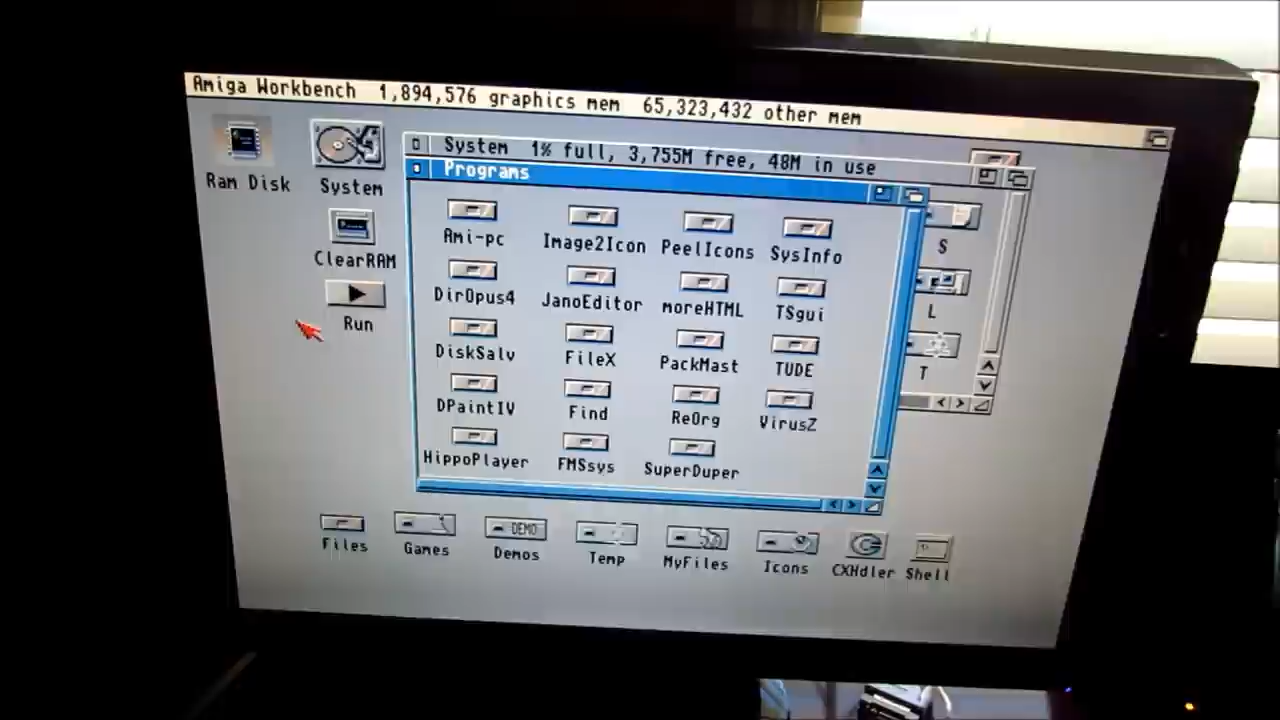 Amiga Workbench 1,894,576 graphics mem 65,323,432 other mem
System 1% full, 3,755M free, 48M in use
Programs
Ram Disk
System
ClearRAM
Run
Ami-pc Image2Icon PeelIcons SysInfo
DirOpus4 JanoEditor moreHTML TSgui
DiskSalv FileX PackMast TUDE
DPaintIV Find ReOrg VirusZ
HippoPlayer FMSsys SuperDuper
S
L
T
DEMO
Files Games Demos Temp MyFiles Icons CXHdler Shell